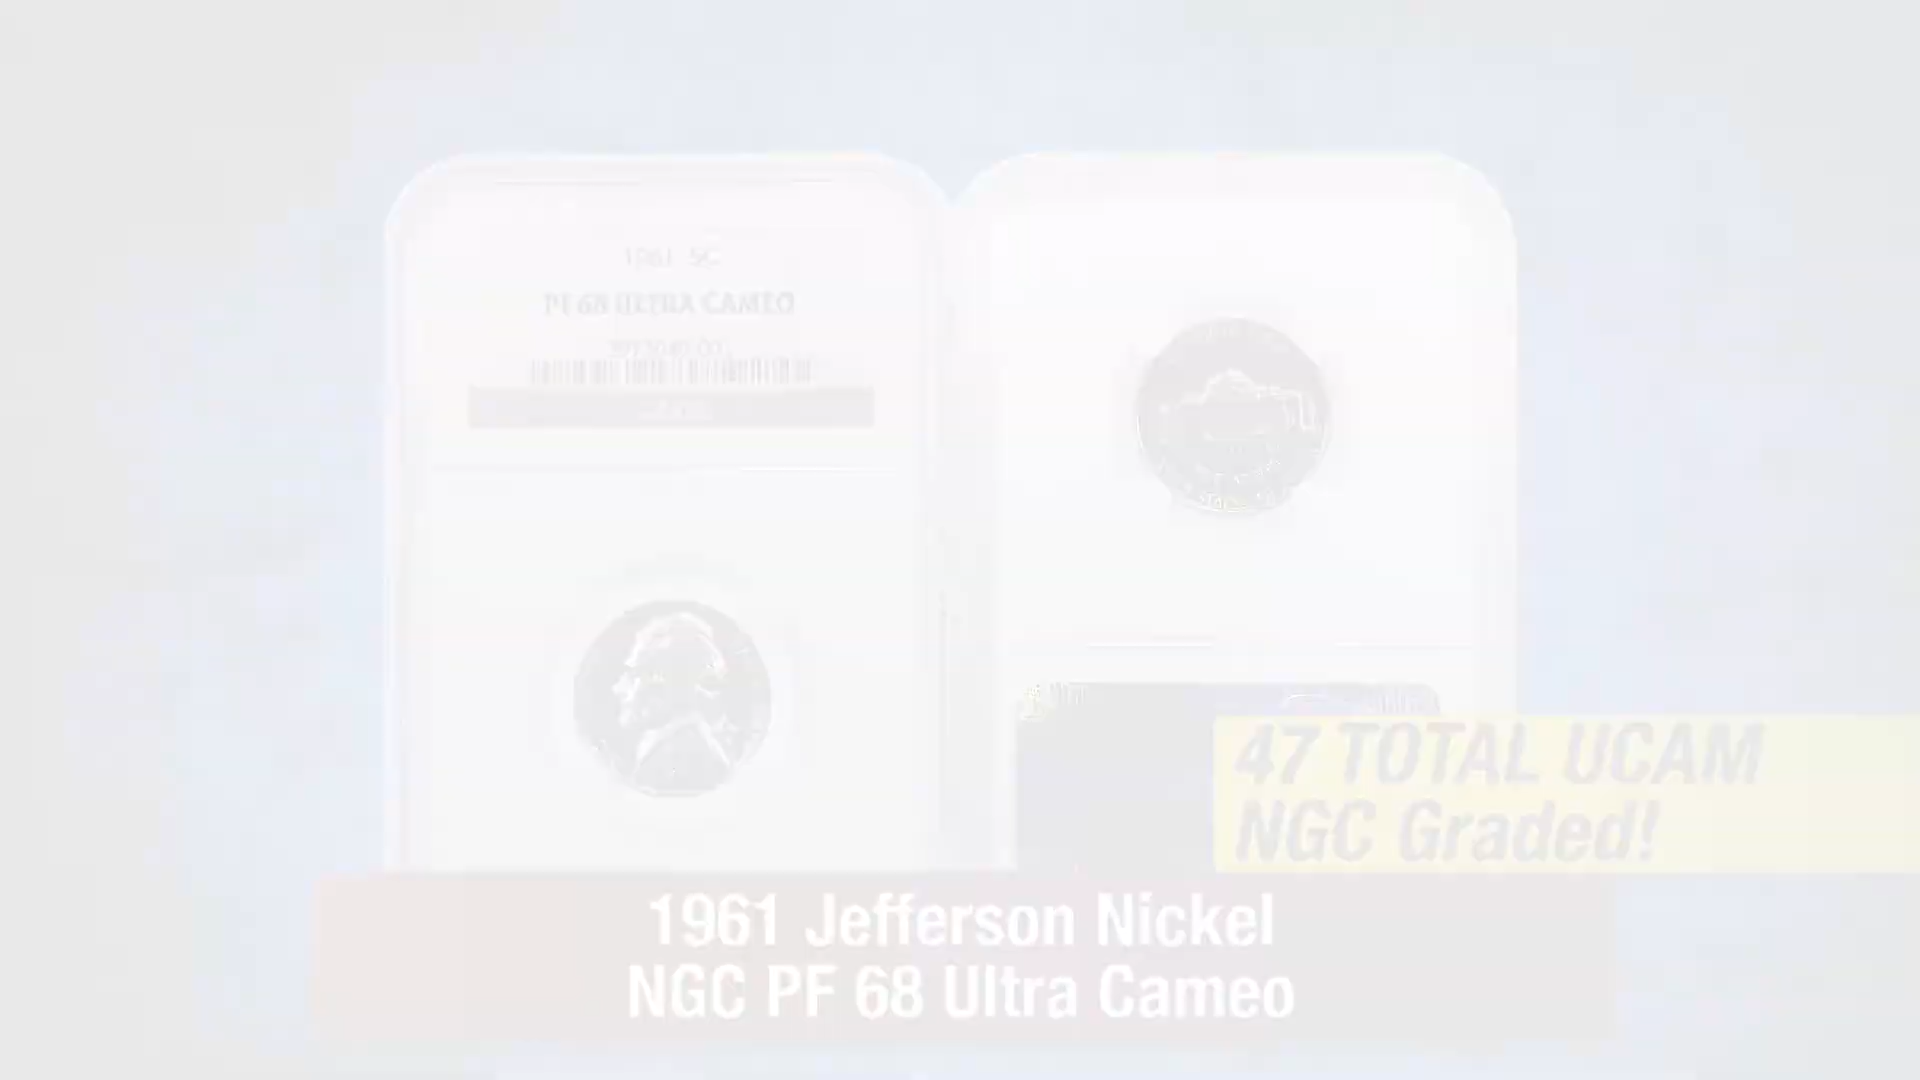 1961 5C
PF 68 ULTRA CAMEO
47 TOTAL UCAM
NGC Graded!
1961 Jefferson Nickel
NGC PF 68 Ultra Cameo